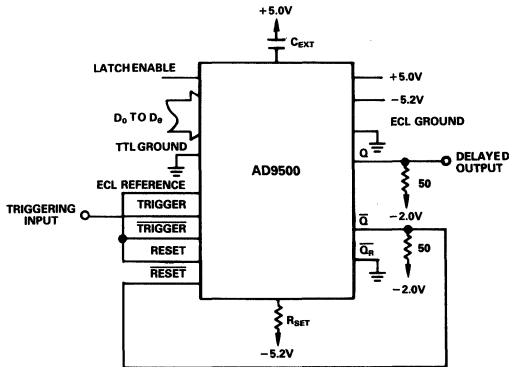 +5.0V
CEXT
LATCH ENABLE
+5.0V
-5.2V
D0 TO D8
ECL GROUND
TTL GROUND
Q
DELAYED
OUTPUT
AD9500
50
ECL REFERENCE
-2.0V
TRIGGERING
INPUT
TRIGGER
TRIGGER
Q
50
RESET
QR
RESET
-2.0V
RSET
-5.2V